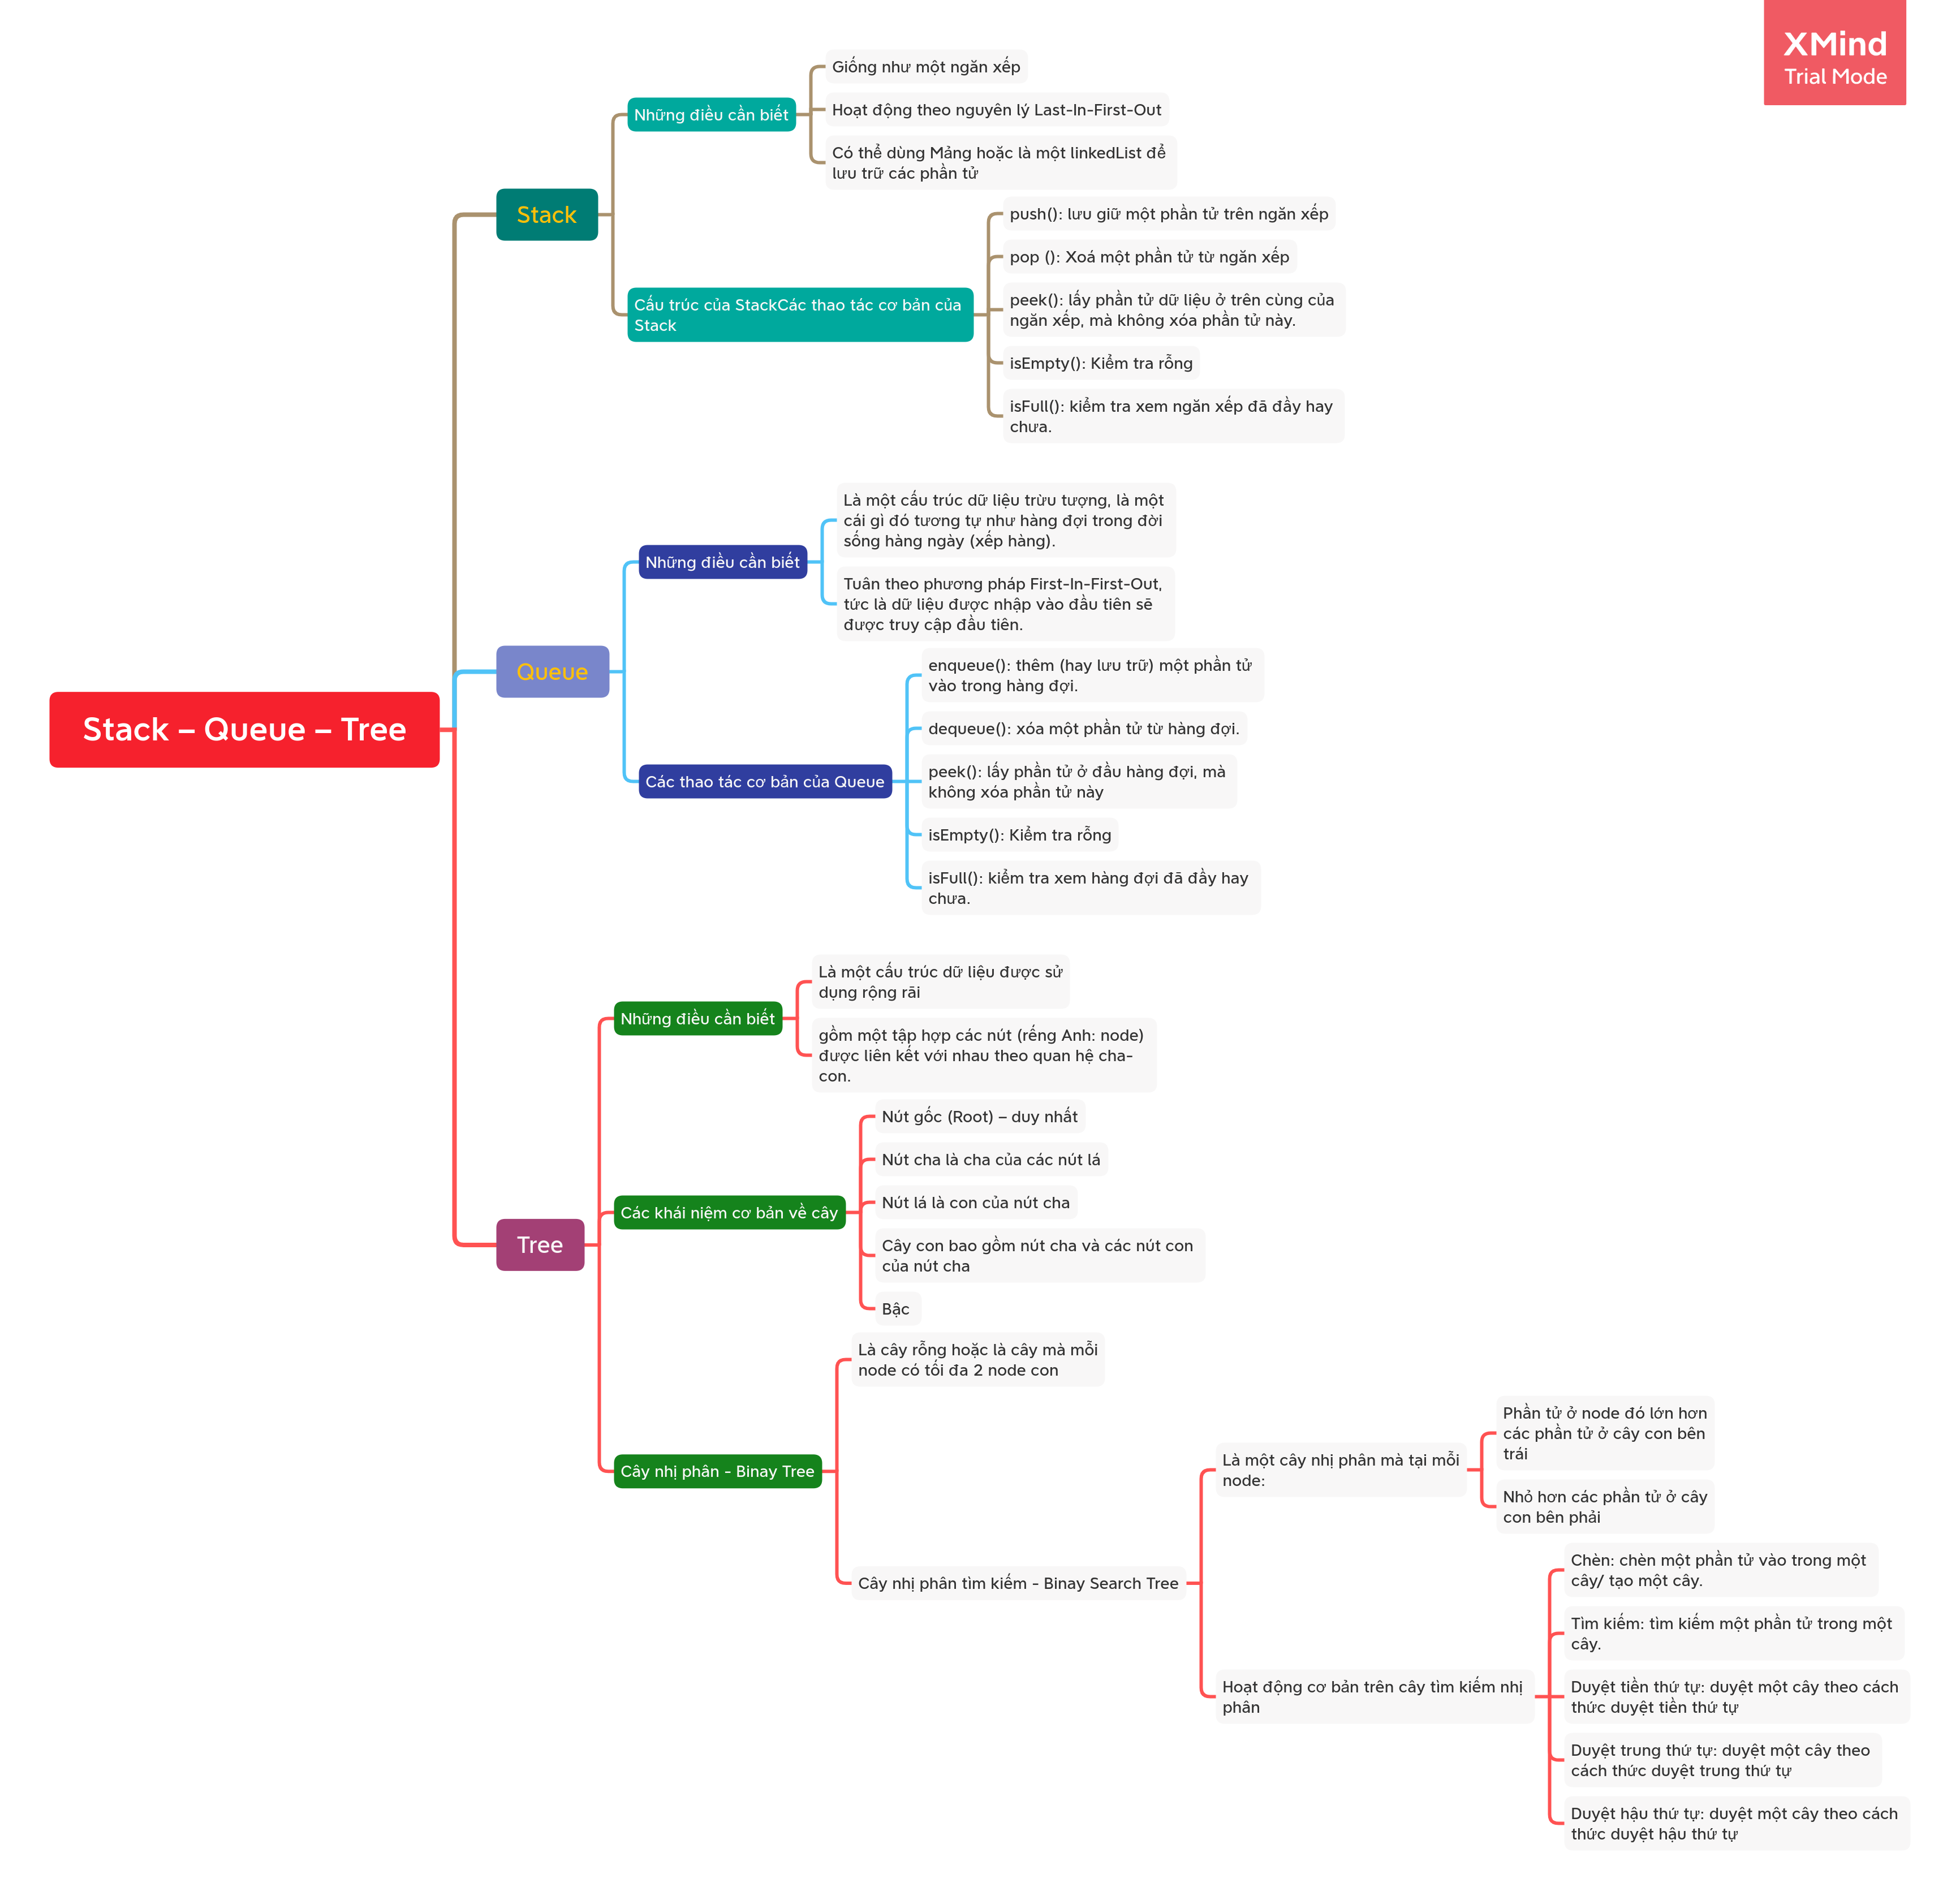 XMind
Trial Mode
Stack – Queue – Tree
Stack
Những điều cần biết
Giống như một ngăn xếp
Hoạt động theo nguyên lý Last-In-First-Out
Có thể dùng Mảng hoặc là một linkedList để
lưu trữ các phần tử
Cấu trúc của StackCác thao tác cơ bản của
Stack
push(): lưu giữ một phần tử trên ngăn xếp
pop (): Xoá một phần tử từ ngăn xếp
peek(): lấy phần tử dữ liệu ở trên cùng của
ngăn xếp, mà không xóa phần tử này.
isEmpty(): Kiểm tra rỗng
isFull(): kiểm tra xem ngăn xếp đã đầy hay
chưa.
Queue
Những điều cần biết
Là một cấu trúc dữ liệu trừu tượng, là một
cái gì đó tương tự như hàng đợi trong đời
sống hàng ngày (xếp hàng).
Tuân theo phương pháp First-In-First-Out,
tức là dữ liệu được nhập vào đầu tiên sẽ
được truy cập đầu tiên.
Các thao tác cơ bản của Queue
enqueue(): thêm (hay lưu trữ) một phần tử
vào trong hàng đợi.
dequeue(): xóa một phần tử từ hàng đợi.
peek(): lấy phần tử ở đầu hàng đợi, mà
không xóa phần tử này
isEmpty(): Kiểm tra rỗng
isFull(): kiểm tra xem hàng đợi đã đầy hay
chưa.
Tree
Những điều cần biết
Là một cấu trúc dữ liệu được sử
dụng rộng rãi
gồm một tập hợp các nút (rếng Anh: node)
được liên kết với nhau theo quan hệ cha-
con.
Các khái niệm cơ bản về cây
Nút gốc (Root) – duy nhất
Nút cha là cha của các nút lá
Nút lá là con của nút cha
Cây con bao gồm nút cha và các nút con
của nút cha
Bậc
Cây nhị phân - Binay Tree
Là cây rỗng hoặc là cây mà mỗi
node có tối đa 2 node con
Cây nhị phân tìm kiếm - Binay Search Tree
Là một cây nhị phân mà tại mỗi
node:
Phần tử ở node đó lớn hơn
các phần tử ở cây con bên
trái
Nhỏ hơn các phần tử ở cây
con bên phải
Hoạt động cơ bản trên cây tìm kiếm nhị
phân
Chèn: chèn một phần tử vào trong một
cây/ tạo một cây.
Tìm kiếm: tìm kiếm một phần tử trong một
cây.
Duyệt tiền thứ tự: duyệt một cây theo cách
thức duyệt tiền thứ tự
Duyệt trung thứ tự: duyệt một cây theo
cách thức duyệt trung thứ tự
Duyệt hậu thứ tự: duyệt một cây theo cách
thức duyệt hậu thứ tự